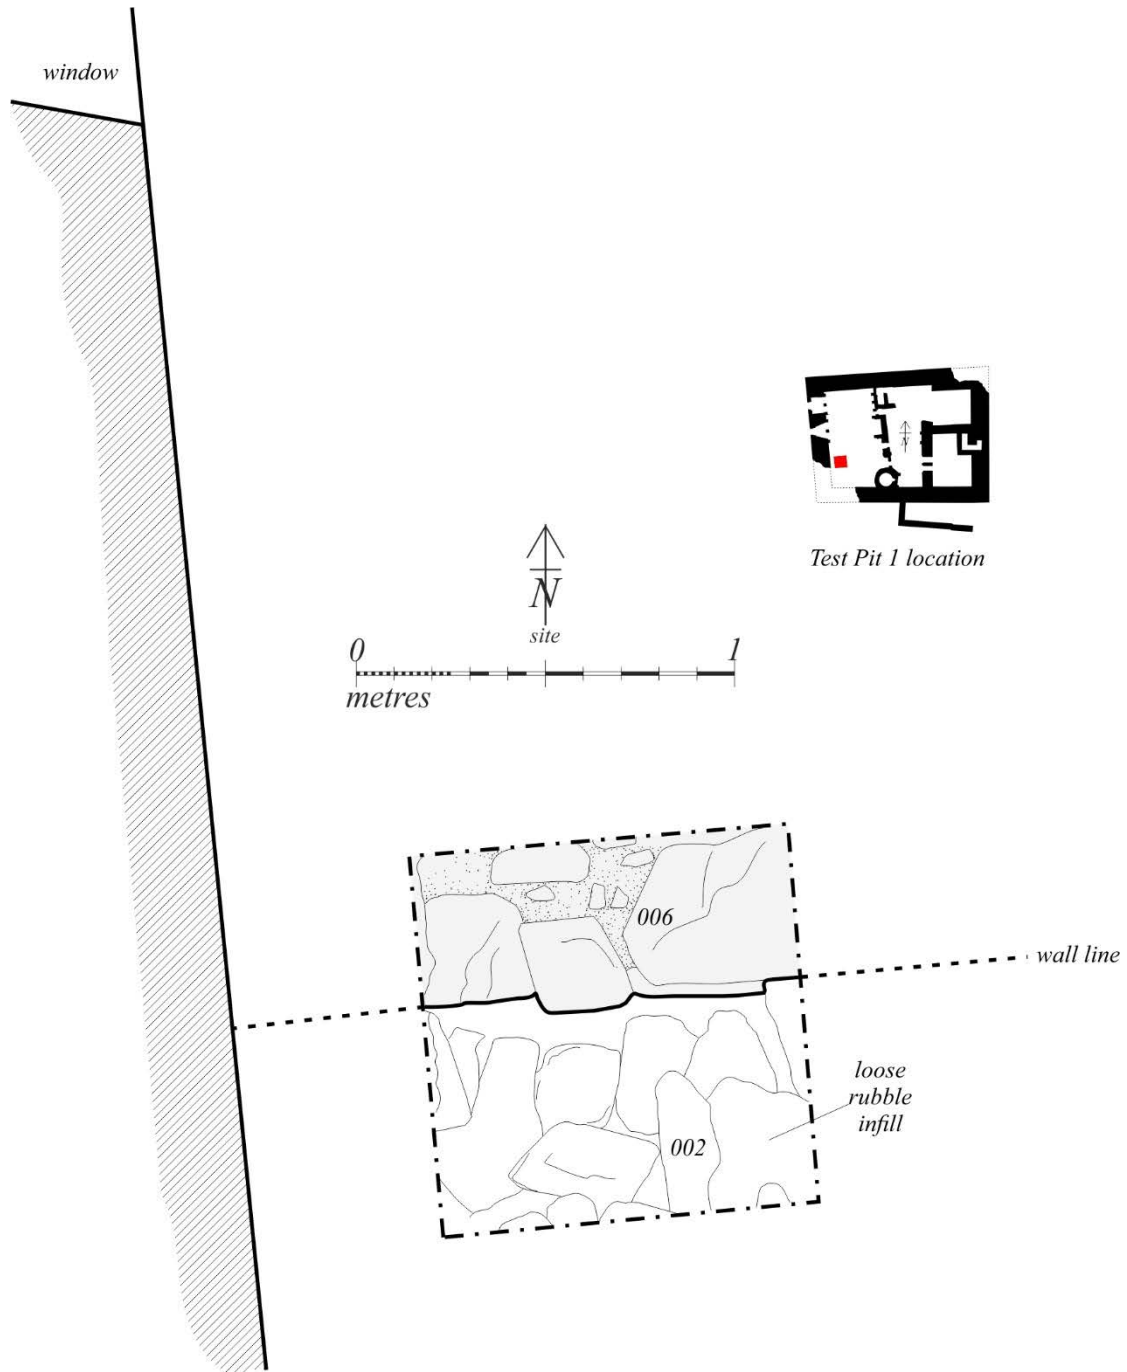 window
N
Test Pit 1 location
N
site
0 1
metres
006
wall line
loose
rubble
infill
002